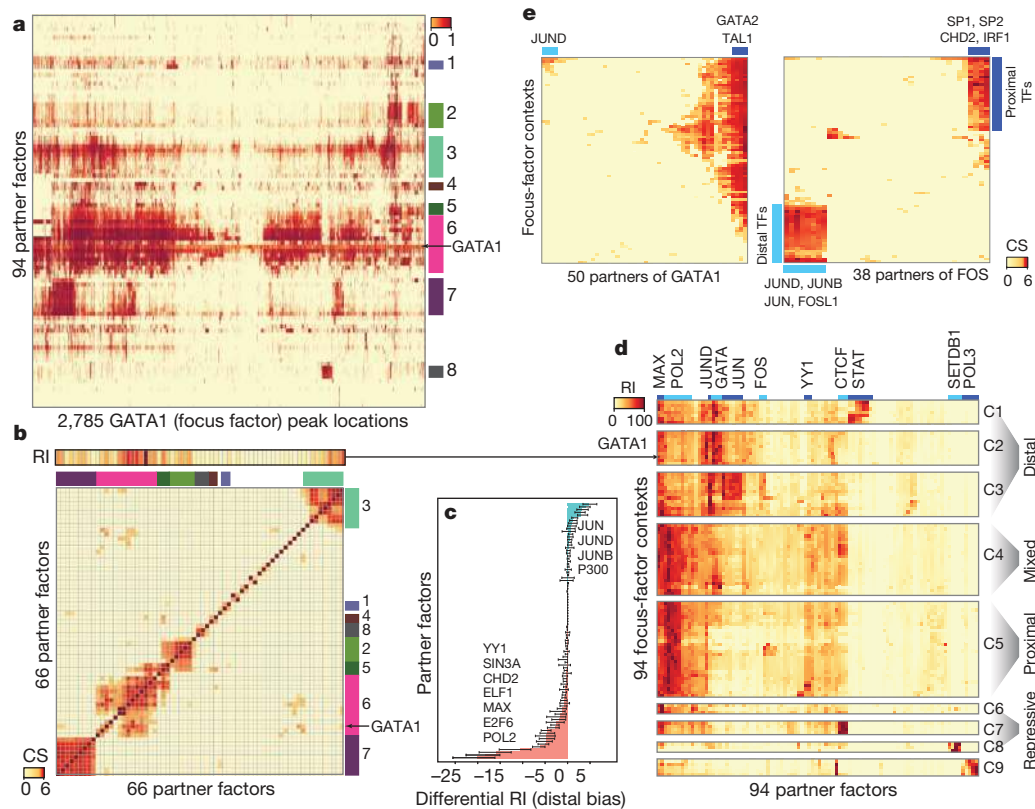 a
0 1
94 partner factors
1
2
3
4
5
6
GATA1
7
8
2,785 GATA1 (focus factor) peak locations
b
RI
3
1
4
8
2
5
6
GATA1
7
66 partner factors
CS
0 6
66 partner factors
c
JUN
JUND
JUNB
P300
Partner factors
YY1
SIN3A
CHD2
ELF1
MAX
E2F6
POL2
−25 −15 −5 0 5
Differential RI (distal bias)
e
JUND
GATA2
TAL1
SP1, SP2
CHD2, IRF1
Focus-factor contexts
Proximal
TFs
Distal TFs
50 partners of GATA1
38 partners of FOS
JUND, JUNB
JUN, FOSL1
CS
0 6
d
MAX
POL2
JUND
GATA
JUN
FOS
YY1
CTCF
STAT
SETDB1
POL3
RI
0 100
GATA1
94 focus-factor contexts
C1
C2
C3
C4
C5
C6
C7
C8
C9
Distal
Mixed
Proximal
Repressive
94 partner factors